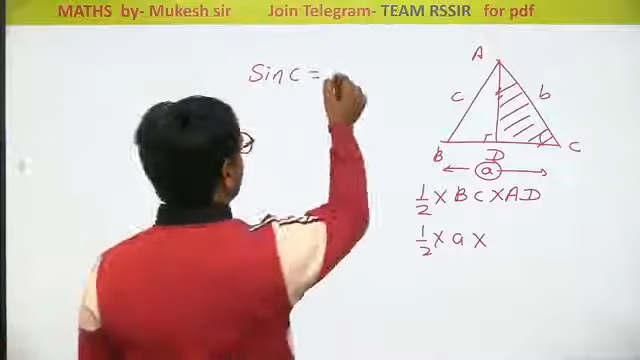 MATHS by- Mukesh sir Join Telegram- TEAM RSSIR for pdf
Sin C =
A
c
b
B
D
C
a
1/2 × BC × AD
1/2 × a ×